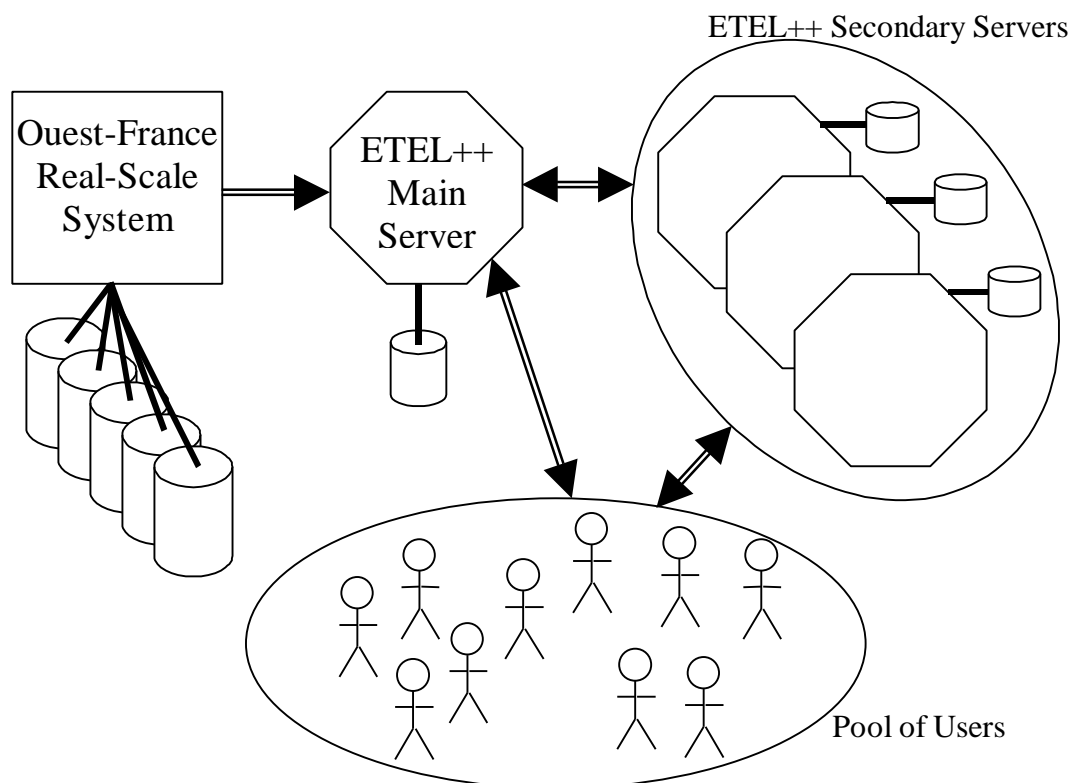 ETEL++ Secondary Servers
Ouest-France
Real-Scale
System
ETEL++
Main
Server
Pool of Users